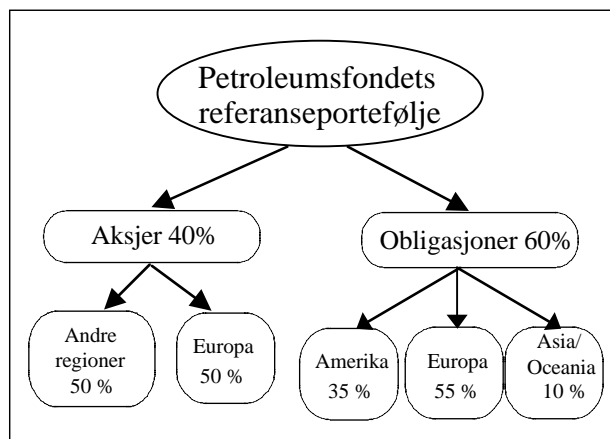 Petroleumsfondets
referanseportefølje
Aksjer 40%
Obligasjoner 60%
Andre
regioner
50 %
Europa
50 %
Amerika
35 %
Europa
55 %
Asia/
Oceania
10 %